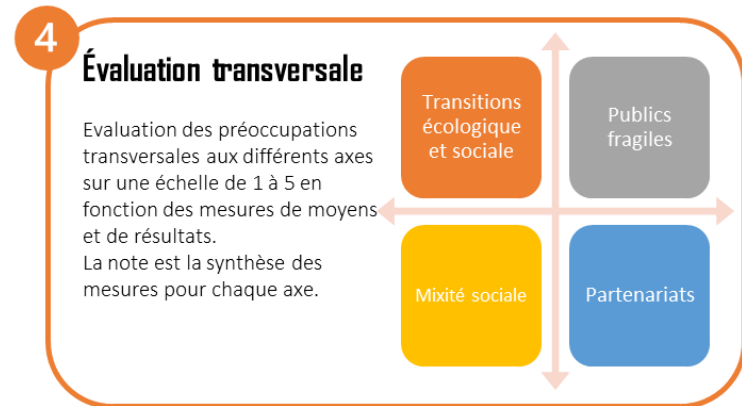 4
Évaluation transversale
Evaluation des préoccupations
transversales aux différents axes
sur une échelle de 1 à 5 en
fonction des mesures de moyens
et de résultats.
La note est la synthèse des
mesures pour chaque axe.
Transitions
écologique
et sociale
Publics
fragiles
Mixité sociale
Partenariats